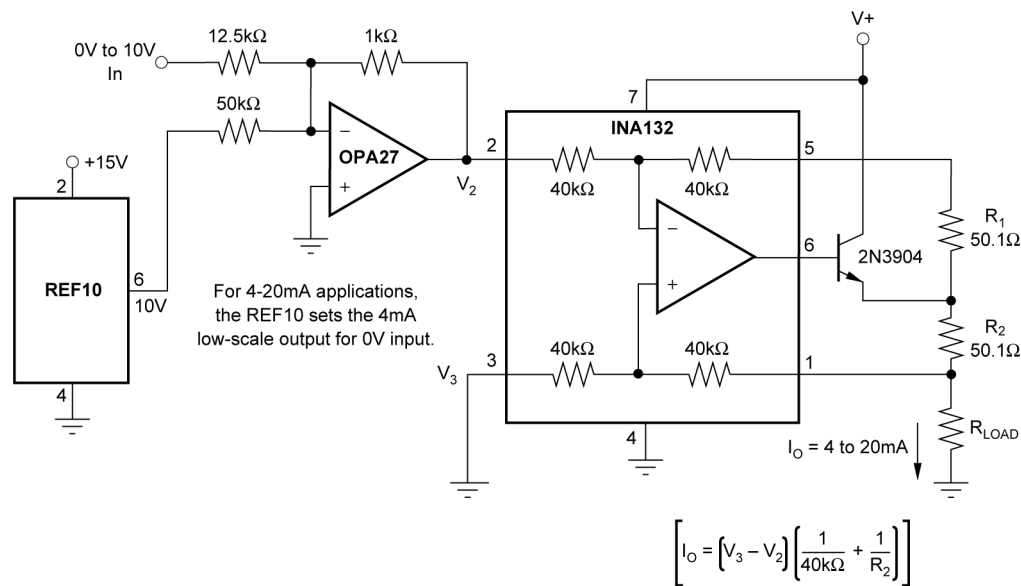 V+
12.5kΩ
1kΩ
0V to 10V
In
50kΩ
7
INA132
OPA27
−
+
2
5
V2
40kΩ
40kΩ
+15V
2
R1
50.1Ω
−
6
2N3904
+
REF10
6
10V
For 4-20mA applications,
the REF10 sets the 4mA
low-scale output for 0V input.
R2
50.1Ω
40kΩ
40kΩ
3
1
V3
4
4
RLOAD
IO = 4 to 20mA
[IO = (V3 – V2) (1/40kΩ + 1/R2)]